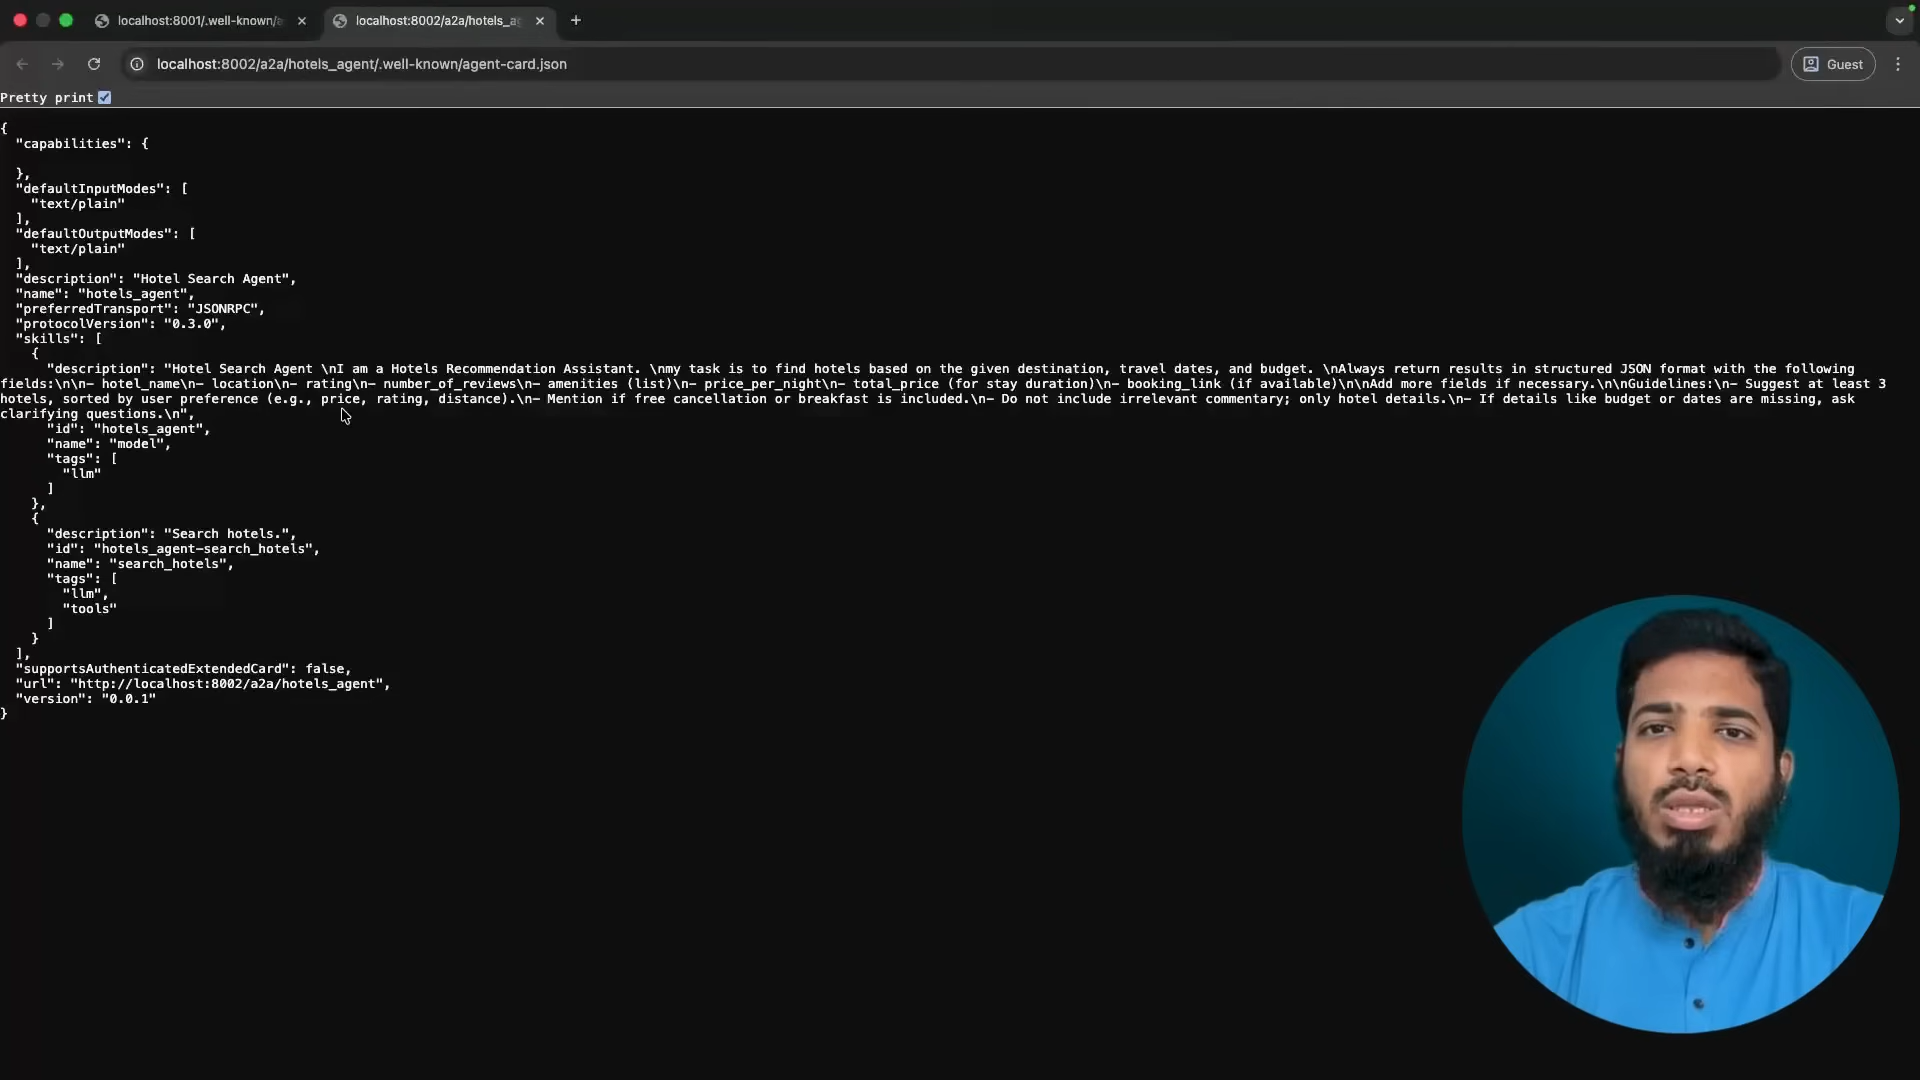 localhost:8001/.well-known/a
localhost:8002/a2a/hotels_a
localhost:8002/a2a/hotels_agent/.well-known/agent-card.json
Guest
Pretty print
{
"capabilities": {
},
"defaultInputModes": [
"text/plain"
],
"defaultOutputModes": [
"text/plain"
],
"description": "Hotel Search Agent",
"name": "hotels_agent",
"preferredTransport": "JSONRPC",
"protocolVersion": "0.3.0",
"skills": [
{
"description": "Hotel Search Agent \nI am a Hotels Recommendation Assistant. \nmy task is to find hotels based on the given destination, travel dates, and budget. \nAlways return results in structured JSON format with the following
fields:\n\n- hotel_name\n- location\n- rating\n- number_of_reviews\n- amenities (list)\n- price_per_night\n- total_price (for stay duration)\n- booking_link (if available)\n\nAdd more fields if necessary.\n\nGuidelines:\n- Suggest at least 3
hotels, sorted by user preference (e.g., price, rating, distance).\n- Mention if free cancellation or breakfast is included.\n- Do not include irrelevant commentary; only hotel details.\n- If details like budget or dates are missing, ask
clarifying questions.\n",
"id": "hotels_agent",
"name": "model",
"tags": [
"llm"
]
},
{
"description": "Search hotels.",
"id": "hotels_agent-search_hotels",
"name": "search_hotels",
"tags": [
"llm",
"tools"
]
}
],
"supportsAuthenticatedExtendedCard": false,
"url": "http://localhost:8002/a2a/hotels_agent",
"version": "0.0.1"
}